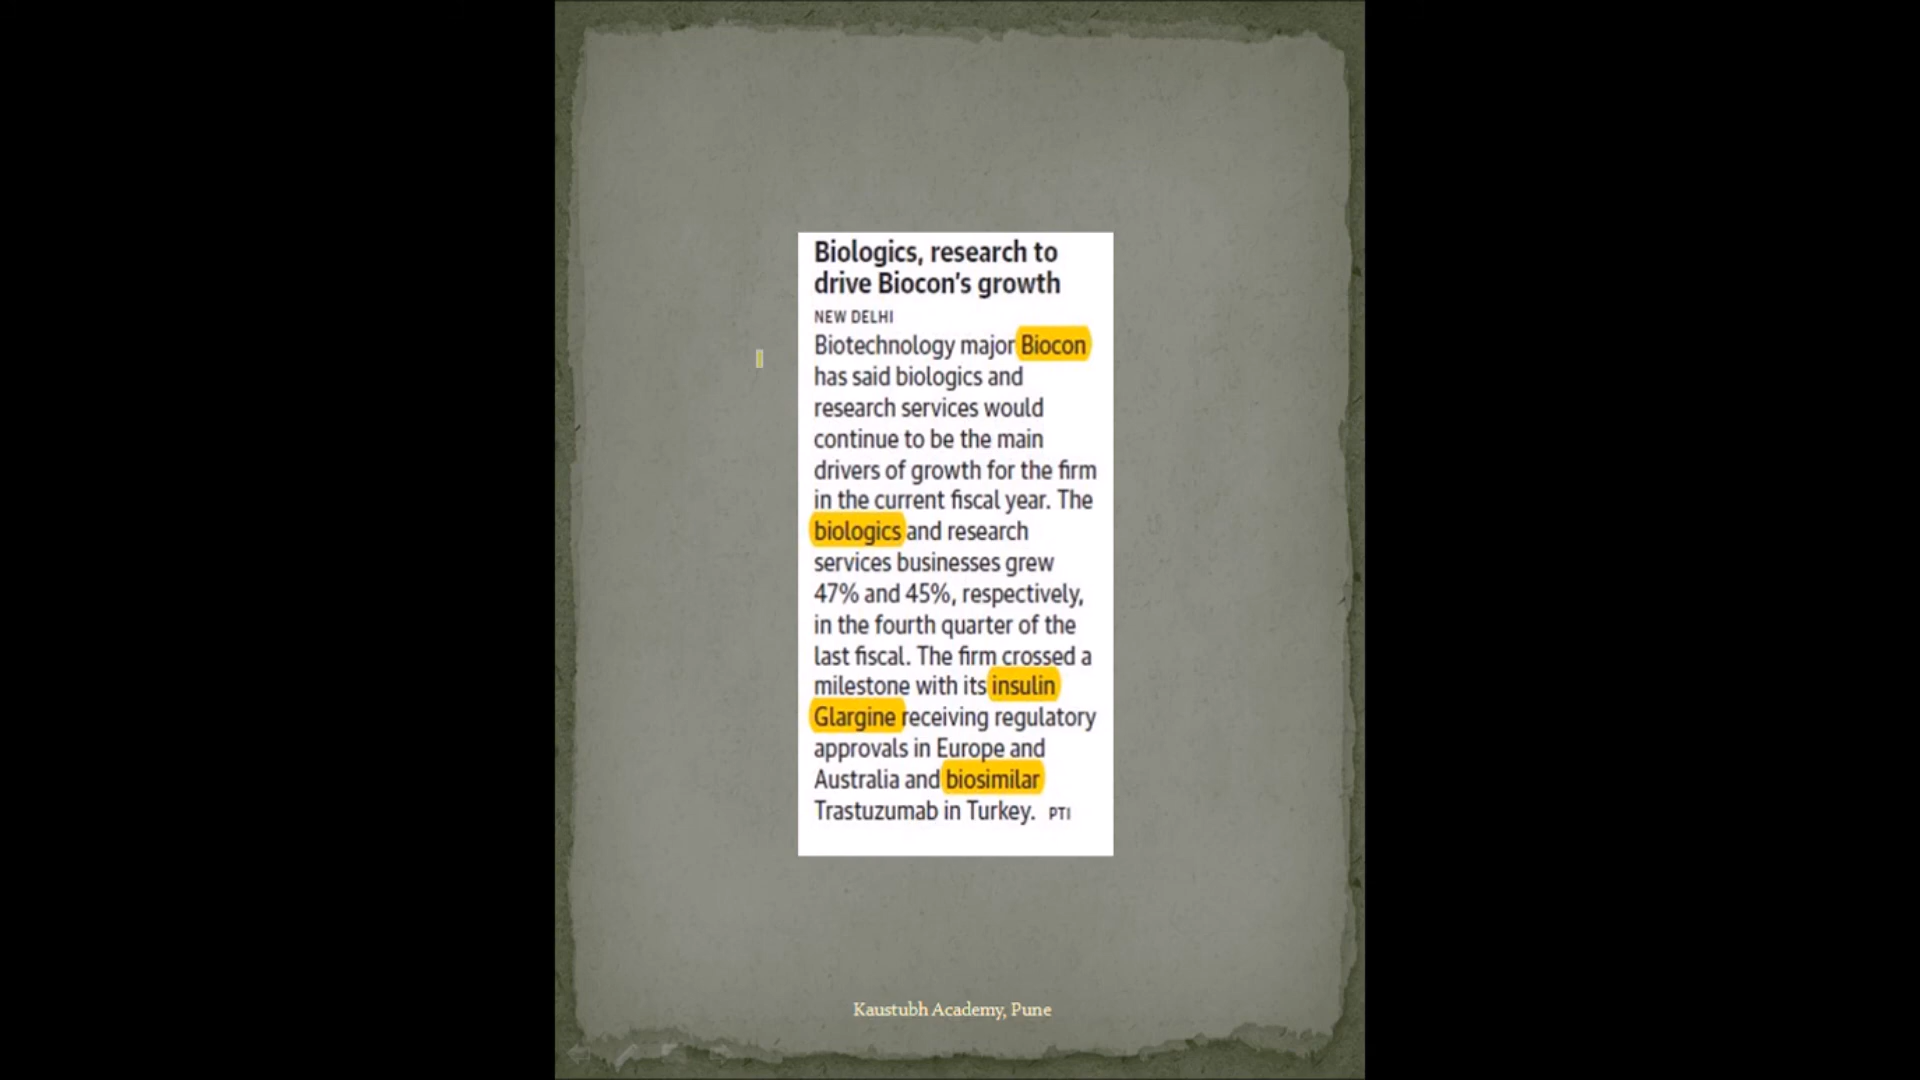 Biologics, research to
drive Biocon's growth
NEW DELHI
Biotechnology major Biocon
has said biologics and
research services would
continue to be the main
drivers of growth for the firm
in the current fiscal year. The
biologics and research
services businesses grew
47% and 45%, respectively,
in the fourth quarter of the
last fiscal. The firm crossed a
milestone with its insulin
Glargine receiving regulatory
approvals in Europe and
Australia and biosimilar
Trastuzumab in Turkey. PTI
Kaustubh Academy, Pune